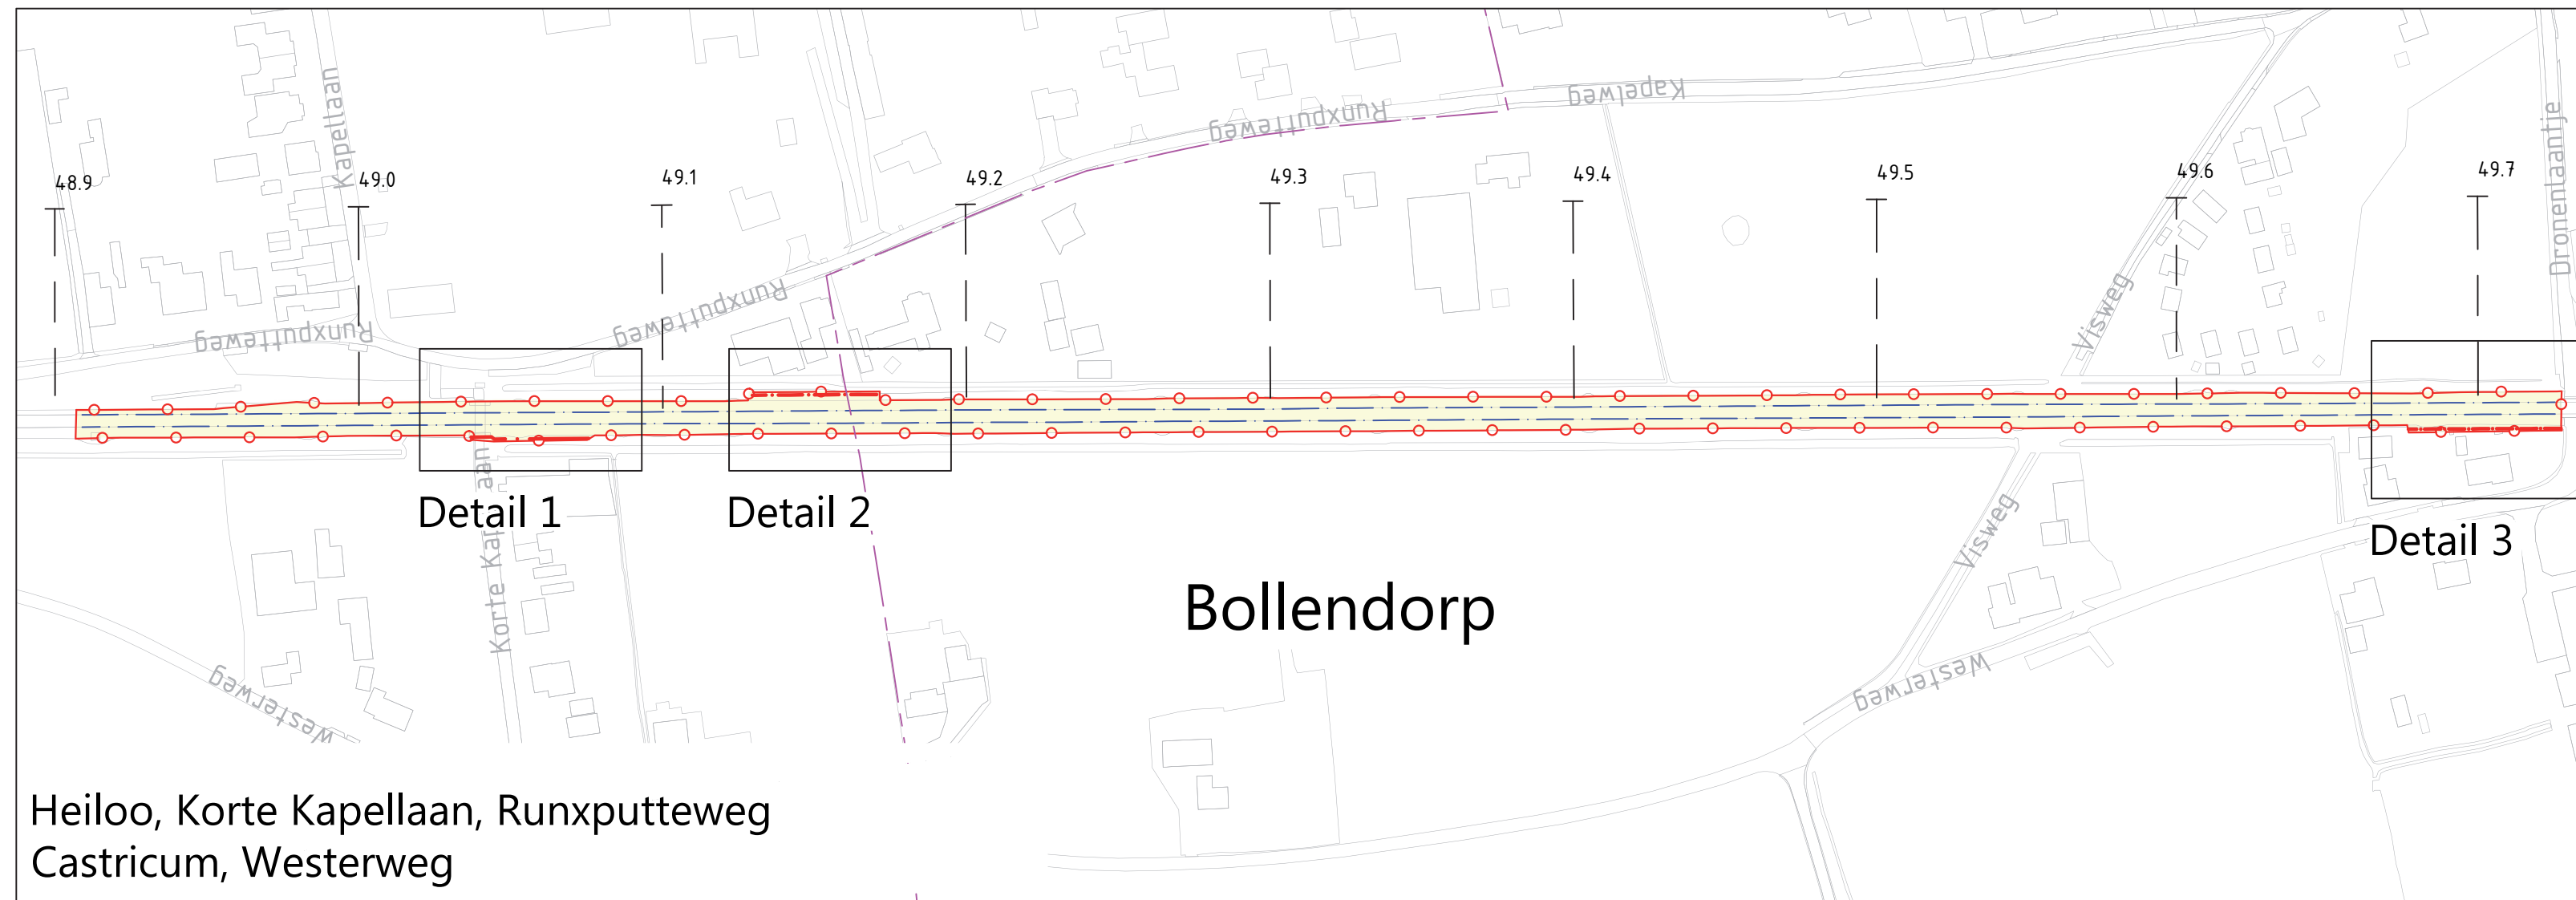 Kapellaan
Kapelweg
Runxputteweg
Dronenlaantje
48.9
49.0
49.1
49.2
49.3
49.4
49.5
49.6
49.7
Runxputteweg
Runxputteweg
Visweg
Detail 1
Detail 2
Detail 3
Korte Kap
aan
Visweg
Bollendorp
Westerweg
Westerweg
Heiloo, Korte Kapellaan, Runxputteweg
Castricum, Westerweg